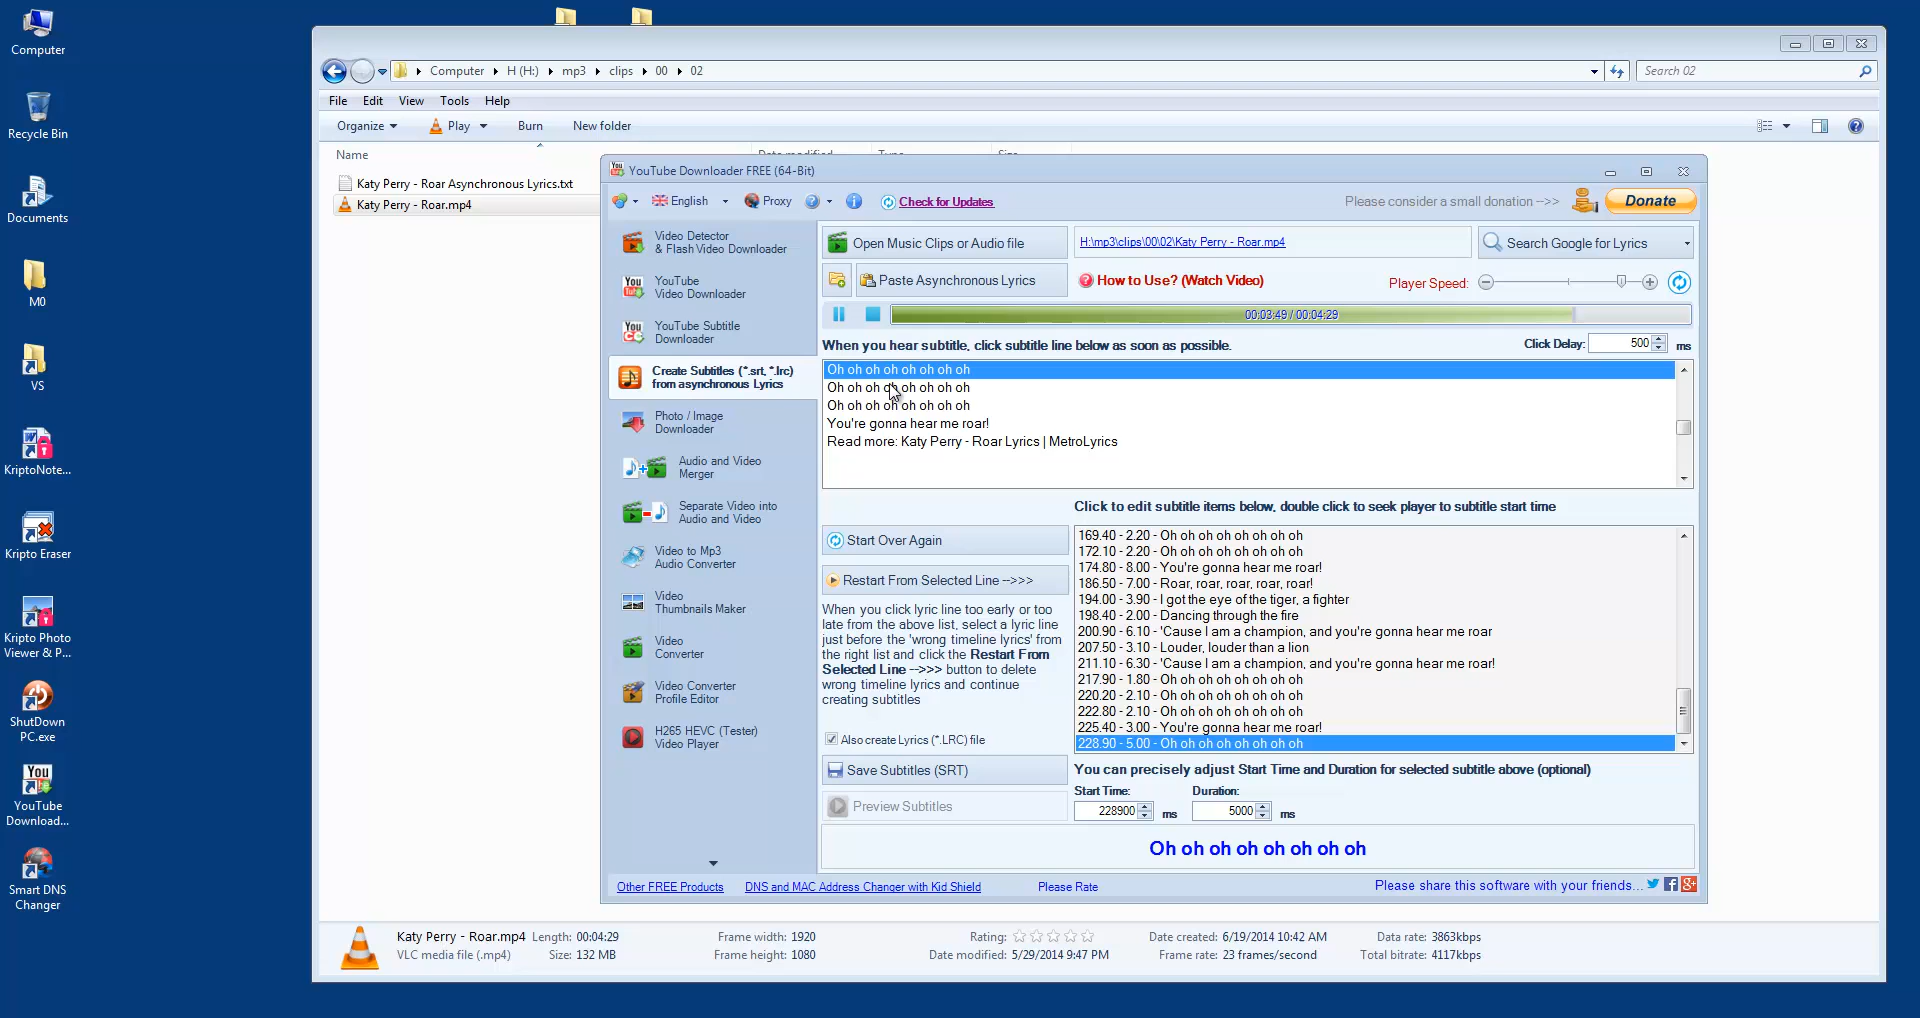 Computer
Recycle Bin
Documents
M0
VS
KriptoNote...
Kripto Eraser
Kripto Photo
Viewer & P...
ShutDown
PC.exe
YouTube
Download...
Smart DNS
Changer
Computer
H (H:)
mp3
clips
00
02
Search 02
File
Edit
View
Tools
Help
Organize
Play
Burn
New folder
Name
Katy Perry - Roar Asynchronous Lyrics.txt
Katy Perry - Roar.mp4
YouTube Downloader FREE (64-Bit)
English
Proxy
Check for Updates
Please consider a small donation -->>
Donate
Video Detector
& Flash Video Downloader
YouTube
Video Downloader
YouTube Subtitle
Downloader
Create Subtitles (*.srt, *.lrc)
from asynchronous Lyrics
Photo / Image
Downloader
Audio and Video
Merger
Separate Video into
Audio and Video
Video to Mp3
Audio Converter
Video
Thumbnails Maker
Video
Converter
Video Converter
Profile Editor
H265 HEVC (Tester)
Video Player
Open Music Clips or Audio file
H:\mp3\clips\00\02\Katy Perry - Roar.mp4
Search Google for Lyrics
Paste Asynchronous Lyrics
How to Use? (Watch Video)
Player Speed:
00:03:49 / 00:04:29
When you hear subtitle, click subtitle line below as soon as possible.
Click Delay:
500
ms
Oh oh oh oh oh oh oh oh
Oh oh oh oh oh oh oh oh
Oh oh oh oh oh oh oh oh
You're gonna hear me roar!
Read more: Katy Perry - Roar Lyrics | MetroLyrics
Click to edit subtitle items below, double click to seek player to subtitle start time
Start Over Again
Restart From Selected Line -->>>
When you click lyric line too early or too
late from the above list, select a lyric line
just before the 'wrong timeline lyrics' from
the right list and click the Restart From
Selected Line -->>> button to delete
wrong timeline lyrics and continue
creating subtitles
Also create Lyrics (*.LRC) file
Save Subtitles (SRT)
Preview Subtitles
169.40 - 2.20 - Oh oh oh oh oh oh oh oh
172.10 - 2.20 - Oh oh oh oh oh oh oh oh
174.80 - 8.00 - You're gonna hear me roar!
186.50 - 7.00 - Roar, roar, roar, roar, roar!
194.00 - 3.90 - I got the eye of the tiger, a fighter
198.40 - 2.00 - Dancing through the fire
200.90 - 6.10 - 'Cause I am a champion, and you're gonna hear me roar
207.50 - 3.10 - Louder, louder than a lion
211.10 - 6.30 - 'Cause I am a champion, and you're gonna hear me roar!
217.90 - 1.80 - Oh oh oh oh oh oh oh oh
220.20 - 2.10 - Oh oh oh oh oh oh oh oh
222.80 - 2.10 - Oh oh oh oh oh oh oh oh
225.40 - 3.00 - You're gonna hear me roar!
228.90 - 5.00 - Oh oh oh oh oh oh oh oh
You can precisely adjust Start Time and Duration for selected subtitle above (optional)
Start Time:
Duration:
228900
ms
5000
ms
Oh oh oh oh oh oh oh oh
Other FREE Products
DNS and MAC Address Changer with Kid Shield
Please Rate
Please share this software with your friends...
Katy Perry - Roar.mp4
VLC media file (.mp4)
Length: 00:04:29
Size: 132 MB
Frame width: 1920
Frame height: 1080
Rating:
Date modified: 5/29/2014 9:47 PM
Date created: 6/19/2014 10:42 AM
Frame rate: 23 frames/second
Data rate: 3863kbps
Total bitrate: 4117kbps